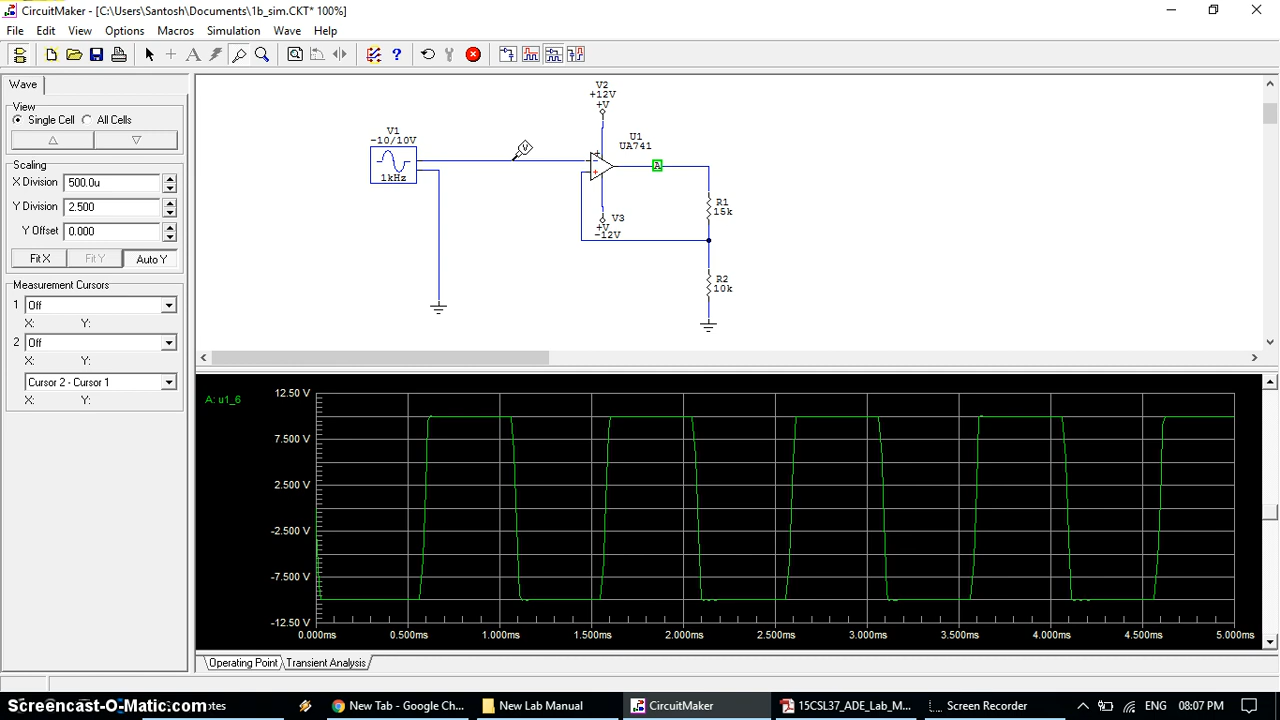 CircuitMaker - [C:\Users\Santosh\Documents\1b_sim.CKT* 100%]
File Edit View Options Macros Simulation Wave Help
Wave
View
Single Cell All Cells
Scaling
X Division 500.0u
Y Division 2.500
Y Offset 0.000
Fit X Fit Y Auto Y
Measurement Cursors
1 Off
X: Y:
2 Off
X: Y:
Cursor 2 - Cursor 1
X: Y:
V1
-10/10V
1kHz
V
V2
+12V
+V
U1
UA741
A
V3
+V
-12V
R1
15k
R2
10k
A: u1_6
12.50 V
7.500 V
2.500 V
-2.500 V
-7.500 V
-12.50 V
0.000ms 0.500ms 1.000ms 1.500ms 2.000ms 2.500ms 3.000ms 3.500ms 4.000ms 4.500ms 5.000ms
Operating Point Transient Analysis
Screencast-O-Matic.com
New Tab - Google Ch... New Lab Manual CircuitMaker 15CSL37_ADE_Lab_M... Screen Recorder ENG 08:07 PM